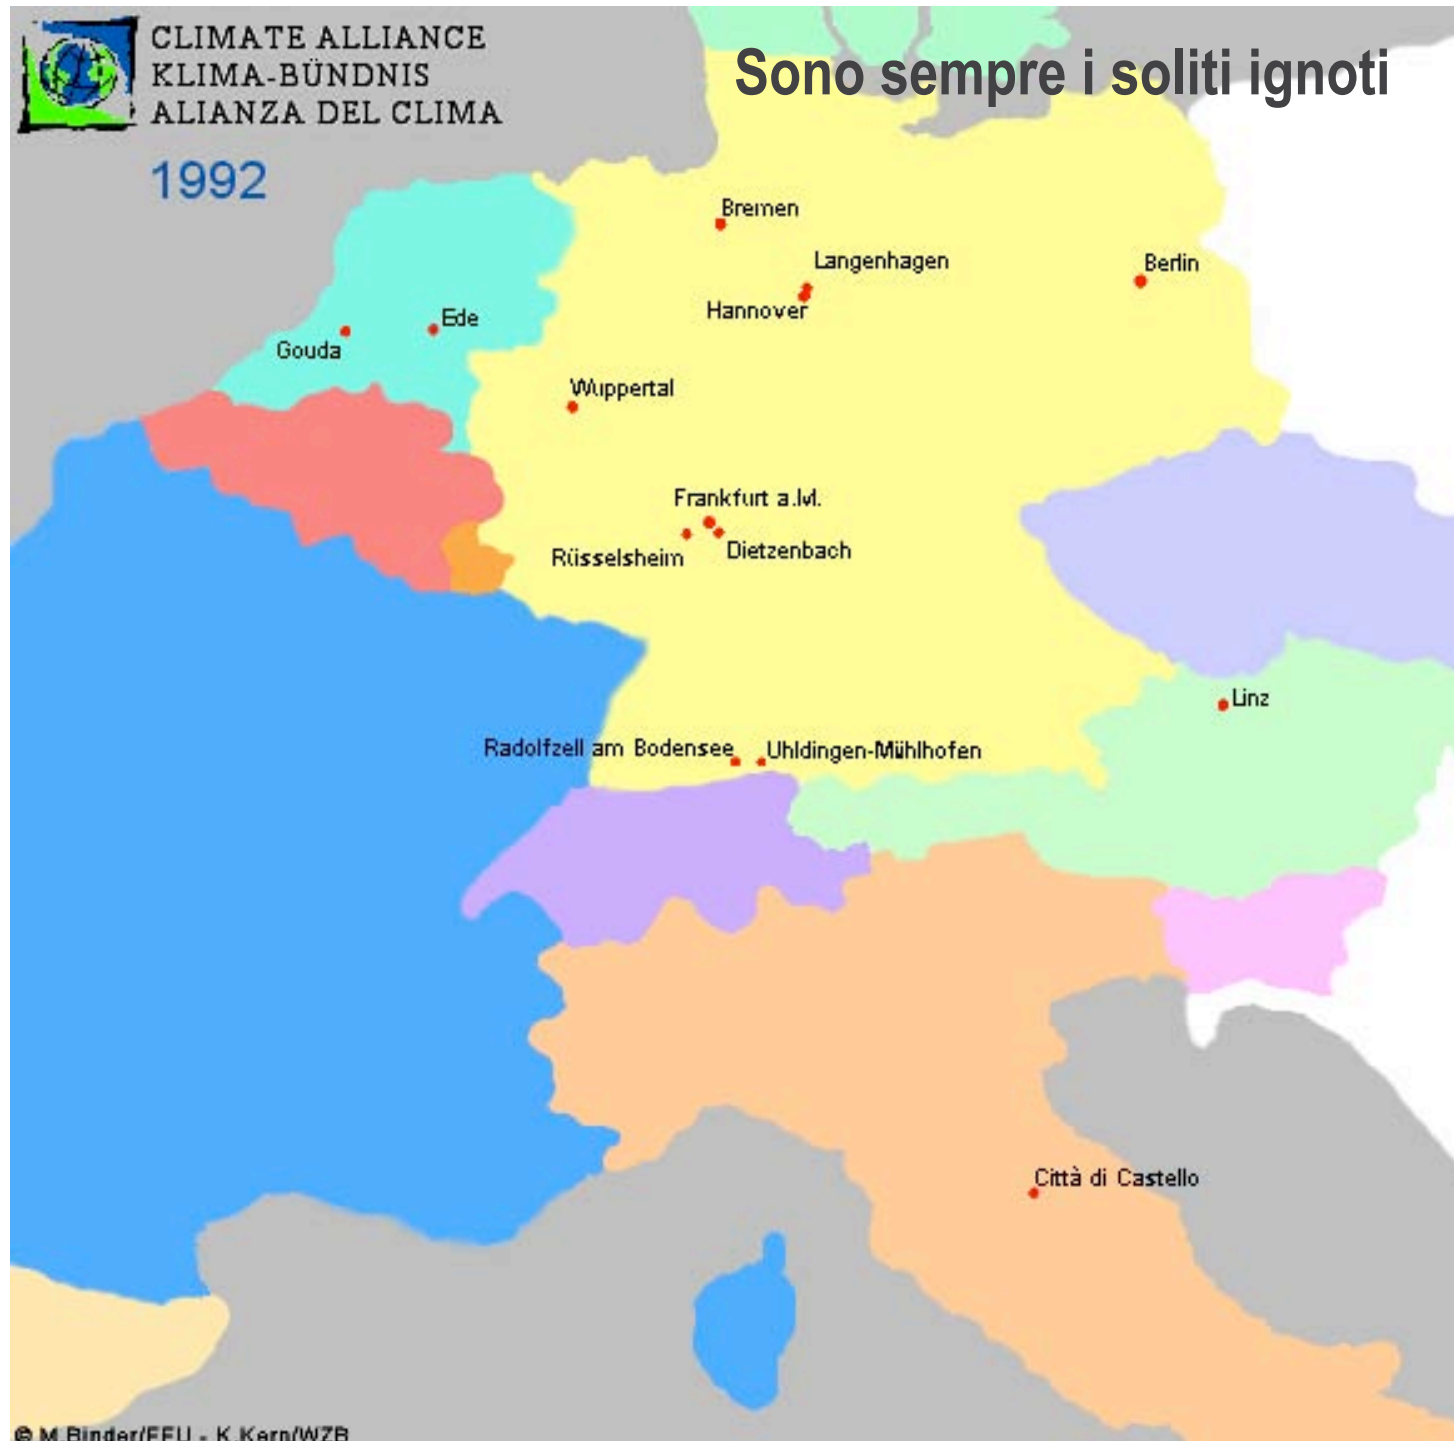 CLIMATE ALLIANCE
KLIMA-BÜNDNIS
ALIANZA DEL CLIMA
Sono sempre i soliti ignoti
1992
Bremen
Langenhagen
Berlin
Hannover
Ede
Gouda
Wuppertal
Frankfurt a.M.
Rüsselsheim
Dietzenbach
Linz
Radolfzell am Bodensee
Uhldingen-Mühlhofen
Città di Castello
© M.Binder/FFU - K.Kern/WZB